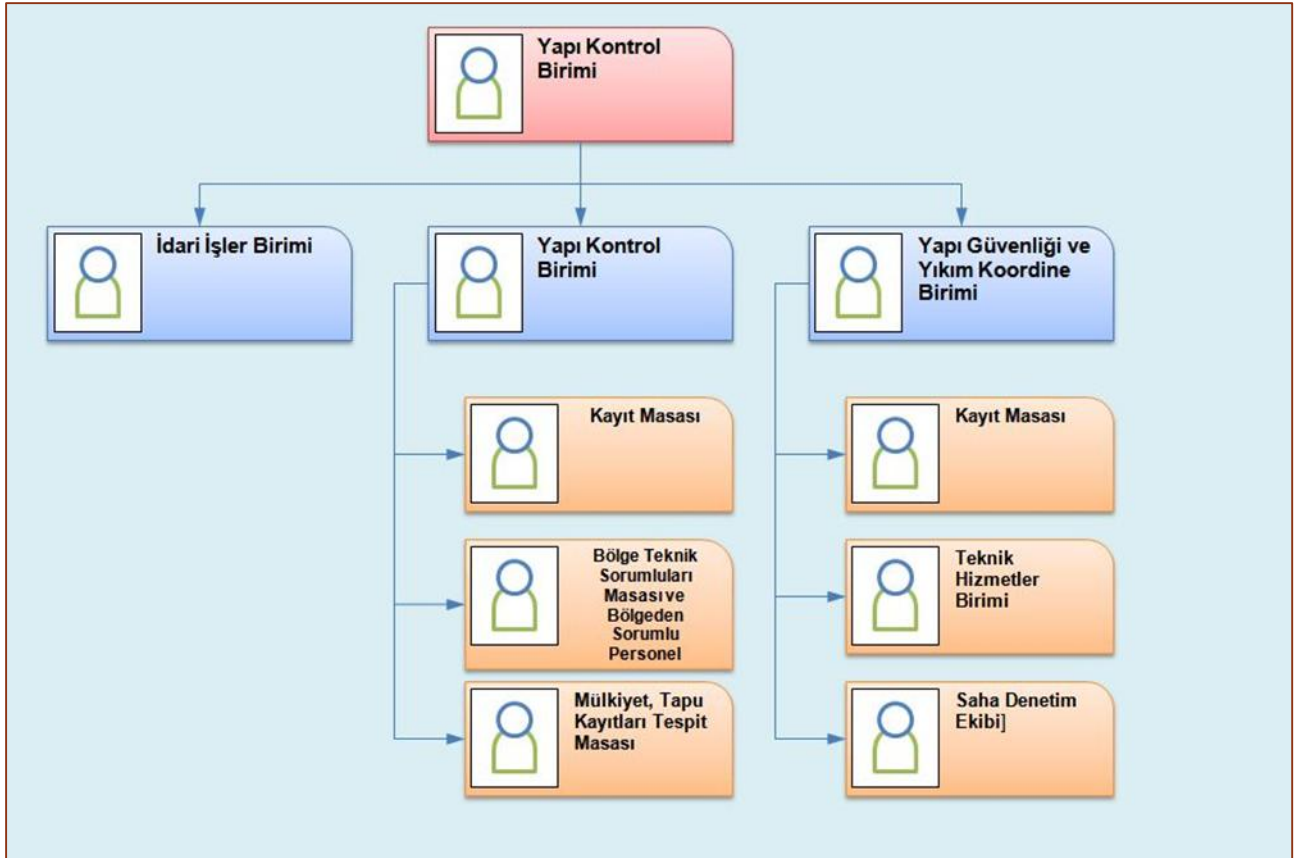 Yapı Kontrol
Birimi
İdari İşler Birimi
Yapı Kontrol
Birimi
Yapı Güvenliği ve
Yıkım Koordine
Birimi
Kayıt Masası
Bölge Teknik
Sorumluları
Masası ve
Bölgeden
Sorumlu
Personel
Mülkiyet, Tapu
Kayıtları Tespit
Masası
Kayıt Masası
Teknik
Hizmetler
Birimi
Saha Denetim
Ekibi]